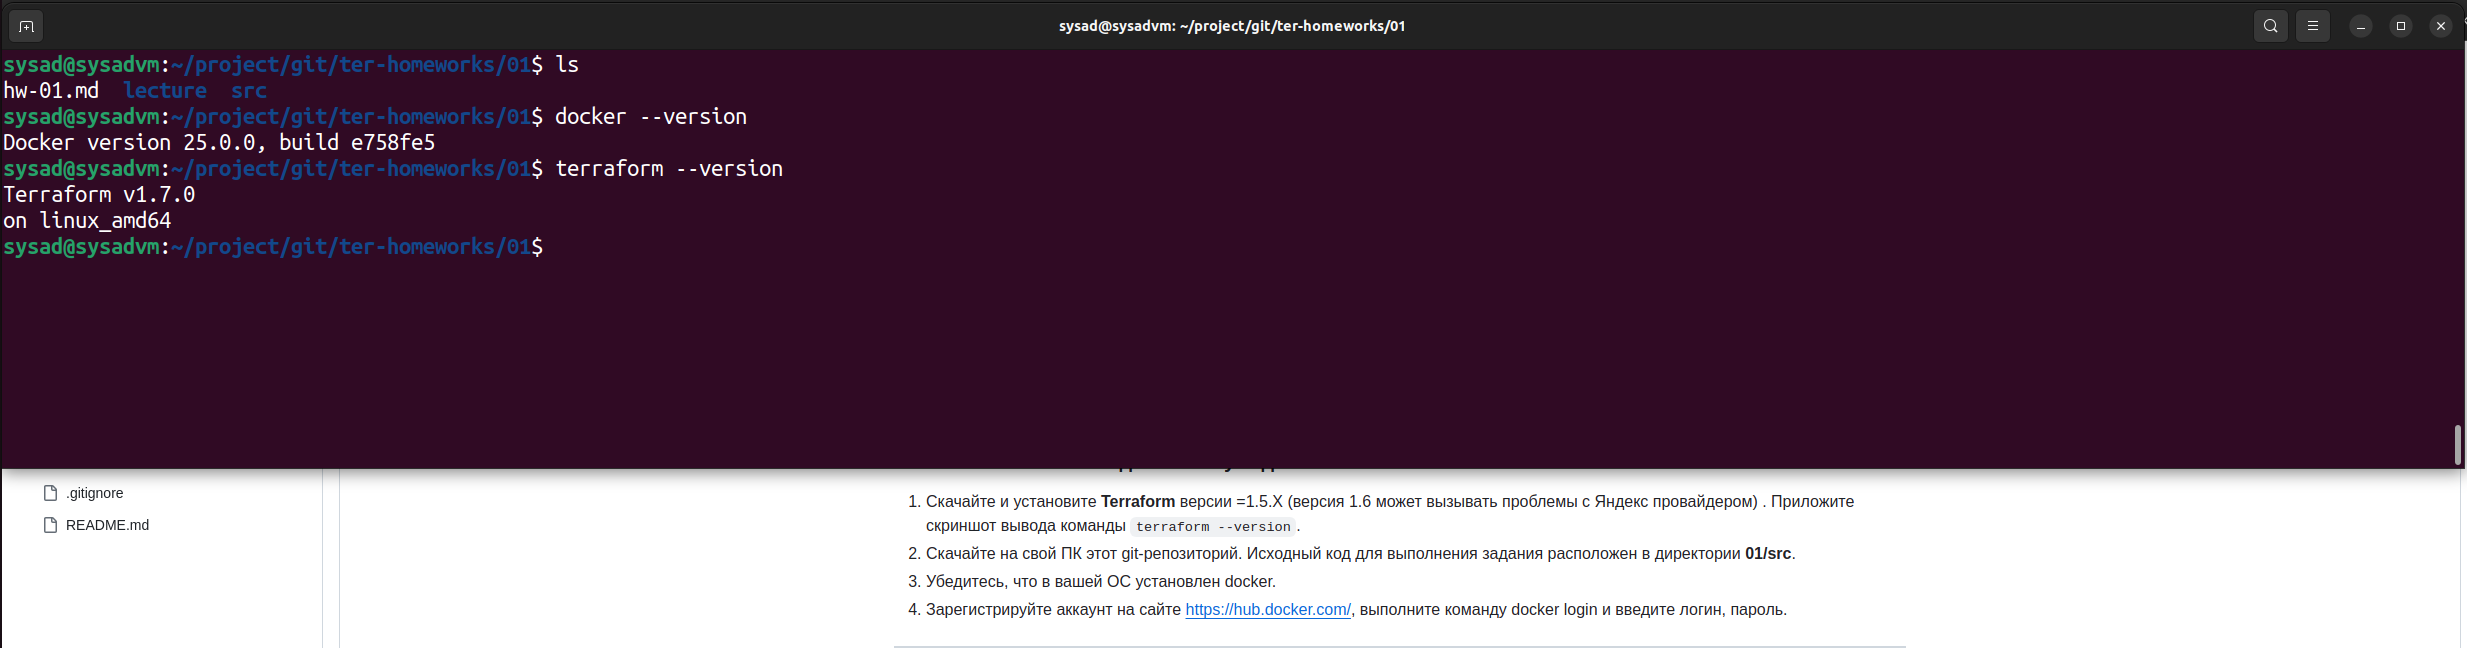 sysad@sysadvm: ~/project/git/ter-homeworks/01
sysad@sysadvm:~/project/git/ter-homeworks/01$ ls
hw-01.md  lecture  src
sysad@sysadvm:~/project/git/ter-homeworks/01$ docker --version
Docker version 25.0.0, build e758fe5
sysad@sysadvm:~/project/git/ter-homeworks/01$ terraform --version
Terraform v1.7.0
on linux_amd64
sysad@sysadvm:~/project/git/ter-homeworks/01$
.gitignore
README.md
1. Скачайте и установите Terraform версии =1.5.X (версия 1.6 может вызывать проблемы с Яндекс провайдером) . Приложите
скриншот вывода команды terraform --version.
2. Скачайте на свой ПК этот git-репозиторий. Исходный код для выполнения задания расположен в директории 01/src.
3. Убедитесь, что в вашей ОС установлен docker.
4. Зарегистрируйте аккаунт на сайте https://hub.docker.com/, выполните команду docker login и введите логин, пароль.